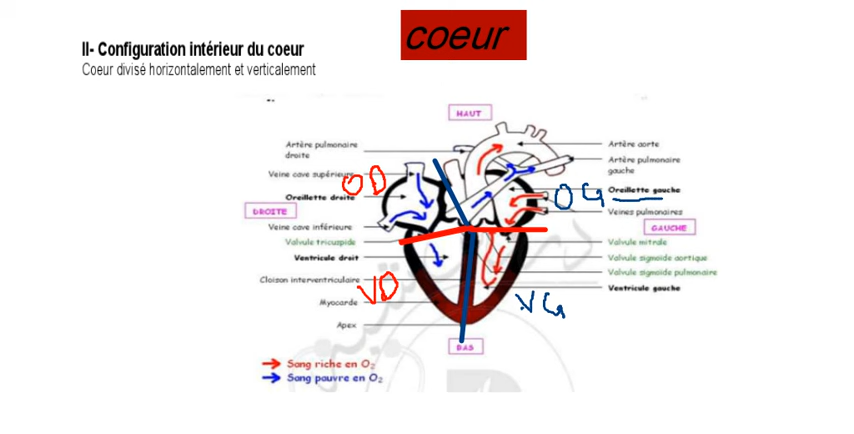 coeur
II- Configuration intérieur du coeur
Coeur divisé horizontalement et verticalement
HAUT
Artère pulmonaire
droite
Veine cave supérieure
Oreillette droite
DROITE
Veine cave inférieure
Valvule tricuspide
Ventricule droit
Cloison interventriculaire
Myocarde
Apex
OD
VD
Artère aorte
Artère pulmonaire
gauche
Oreillette gauche
OG
Veines pulmonaires
GAUCHE
Valvule mitrale
Valvule sigmoide aortique
Valvule sigmoide pulmonaire
Ventricule gauche
VG
BAS
Sang riche en O₂
Sang pauvre en O₂